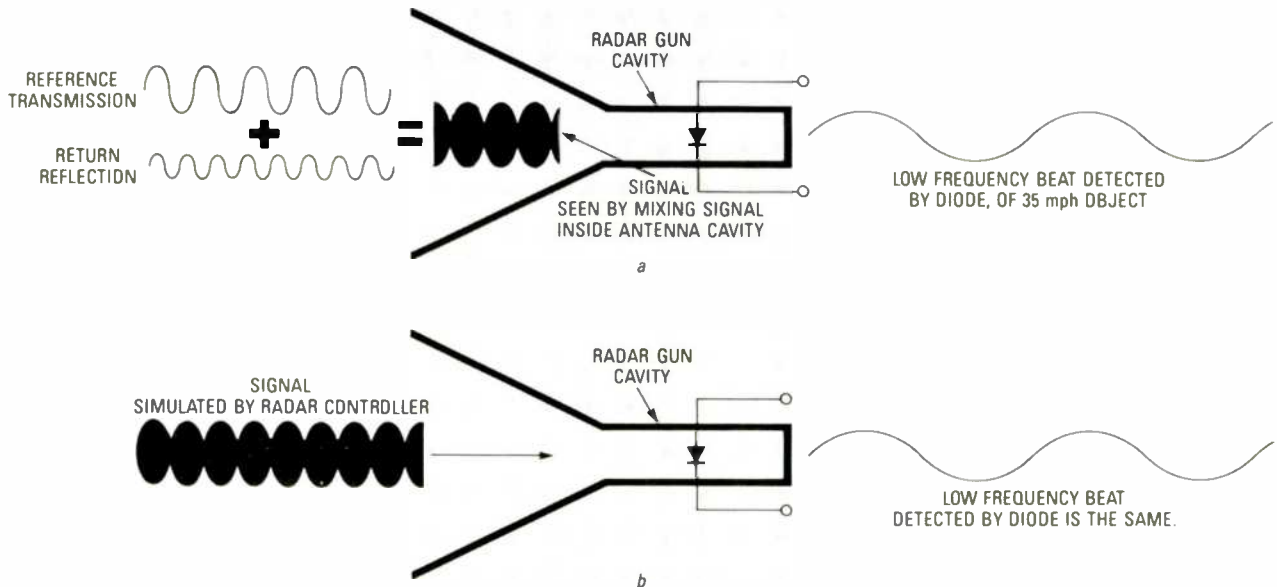 REFERENCE
TRANSMISSION
RETURN
REFLECTION
RADAR GUN
CAVITY
SIGNAL
SEEN BY MIXING SIGNAL
INSIDE ANTENNA CAVITY
LOW FREQUENCY BEAT DETECTED
BY DIODE, OF 35 mph DBJECT
a
SIGNAL
SIMULATED BY RADAR CONTRDLLER
RADAR GUN
CAVITY
LOW FREQUENCY BEAT
DETECTED BY DIODE IS THE SAME.
b